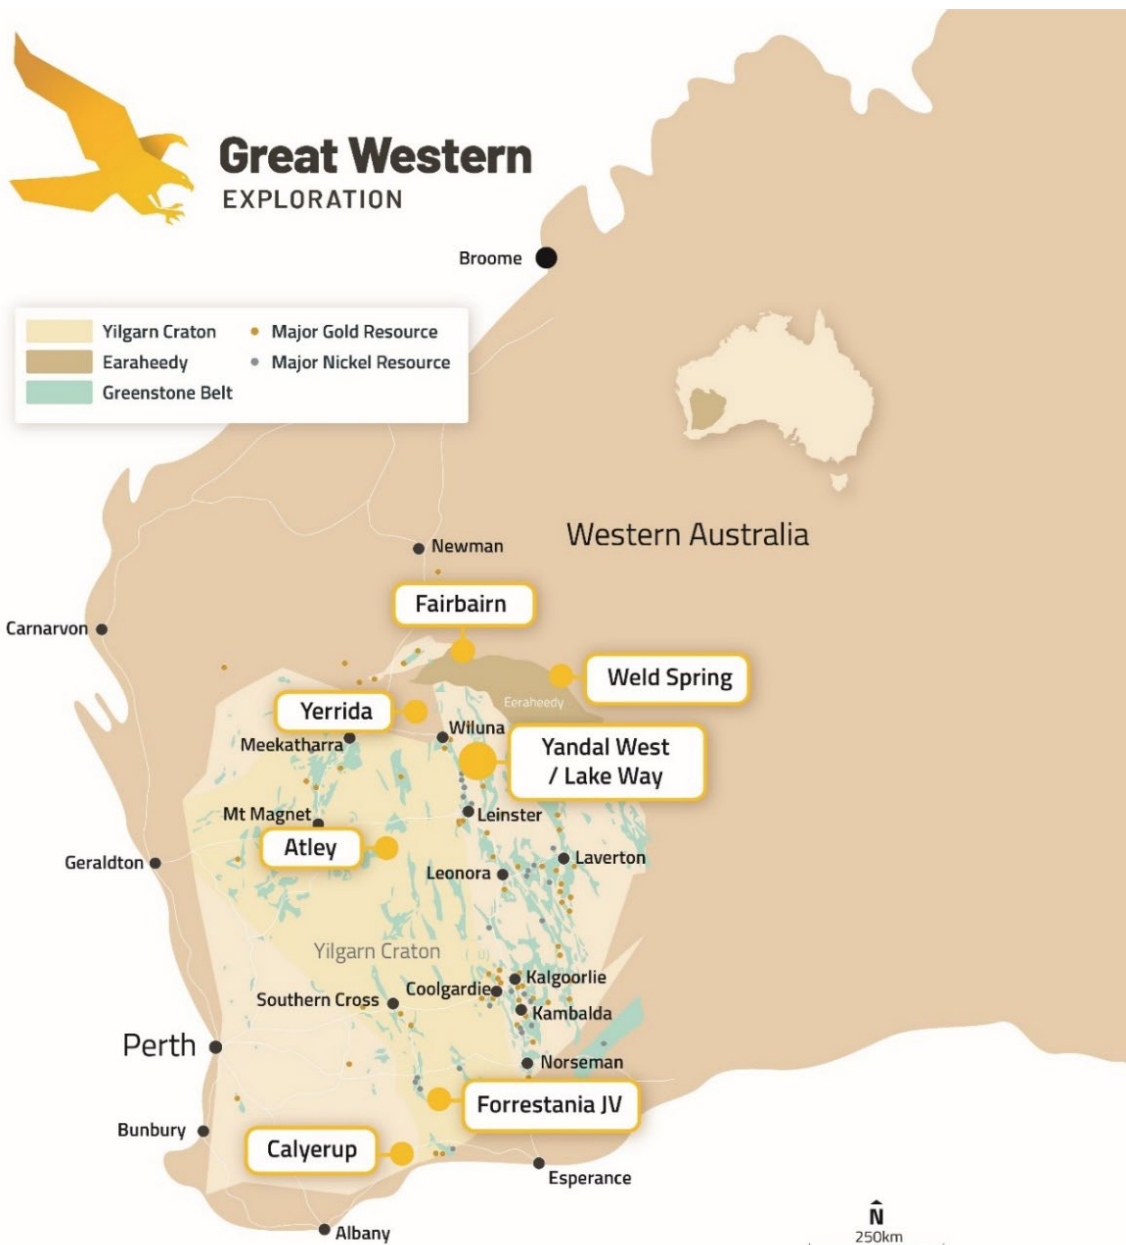 Great Western
EXPLORATION
Broome
Yilgarn Craton
Major Gold Resource
Earaheedy
Major Nickel Resource
Greenstone Belt
Western Australia
Newman
Fairbairn
Carnarvon
Weld Spring
Eeraheedy
Yerrida
Wiluna
Meekatharra
Yandal West
/ Lake Way
Mt Magnet
Leinster
Atley
Geraldton
Laverton
Leonora
Yilgarn Craton
Kalgoorlie
Coolgardie
Southern Cross
Kambalda
Perth
Norseman
Forrestania JV
Bunbury
Calyerup
Esperance
N
250km
Albany